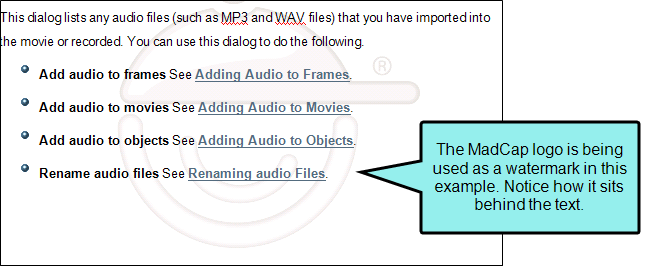 This dialog lists any audio files (such as MP3 and WAV files) that you have imported into
the movie or recorded. You can use this dialog to do the following.
Add audio to frames See Adding Audio to Frames.
Add audio to movies See Adding Audio to Movies.
Add audio to objects See Adding Audio to Objects.
Rename audio files See Renaming audio Files.
®
The MadCap logo is being
used as a watermark in this
example. Notice how it sits
behind the text.